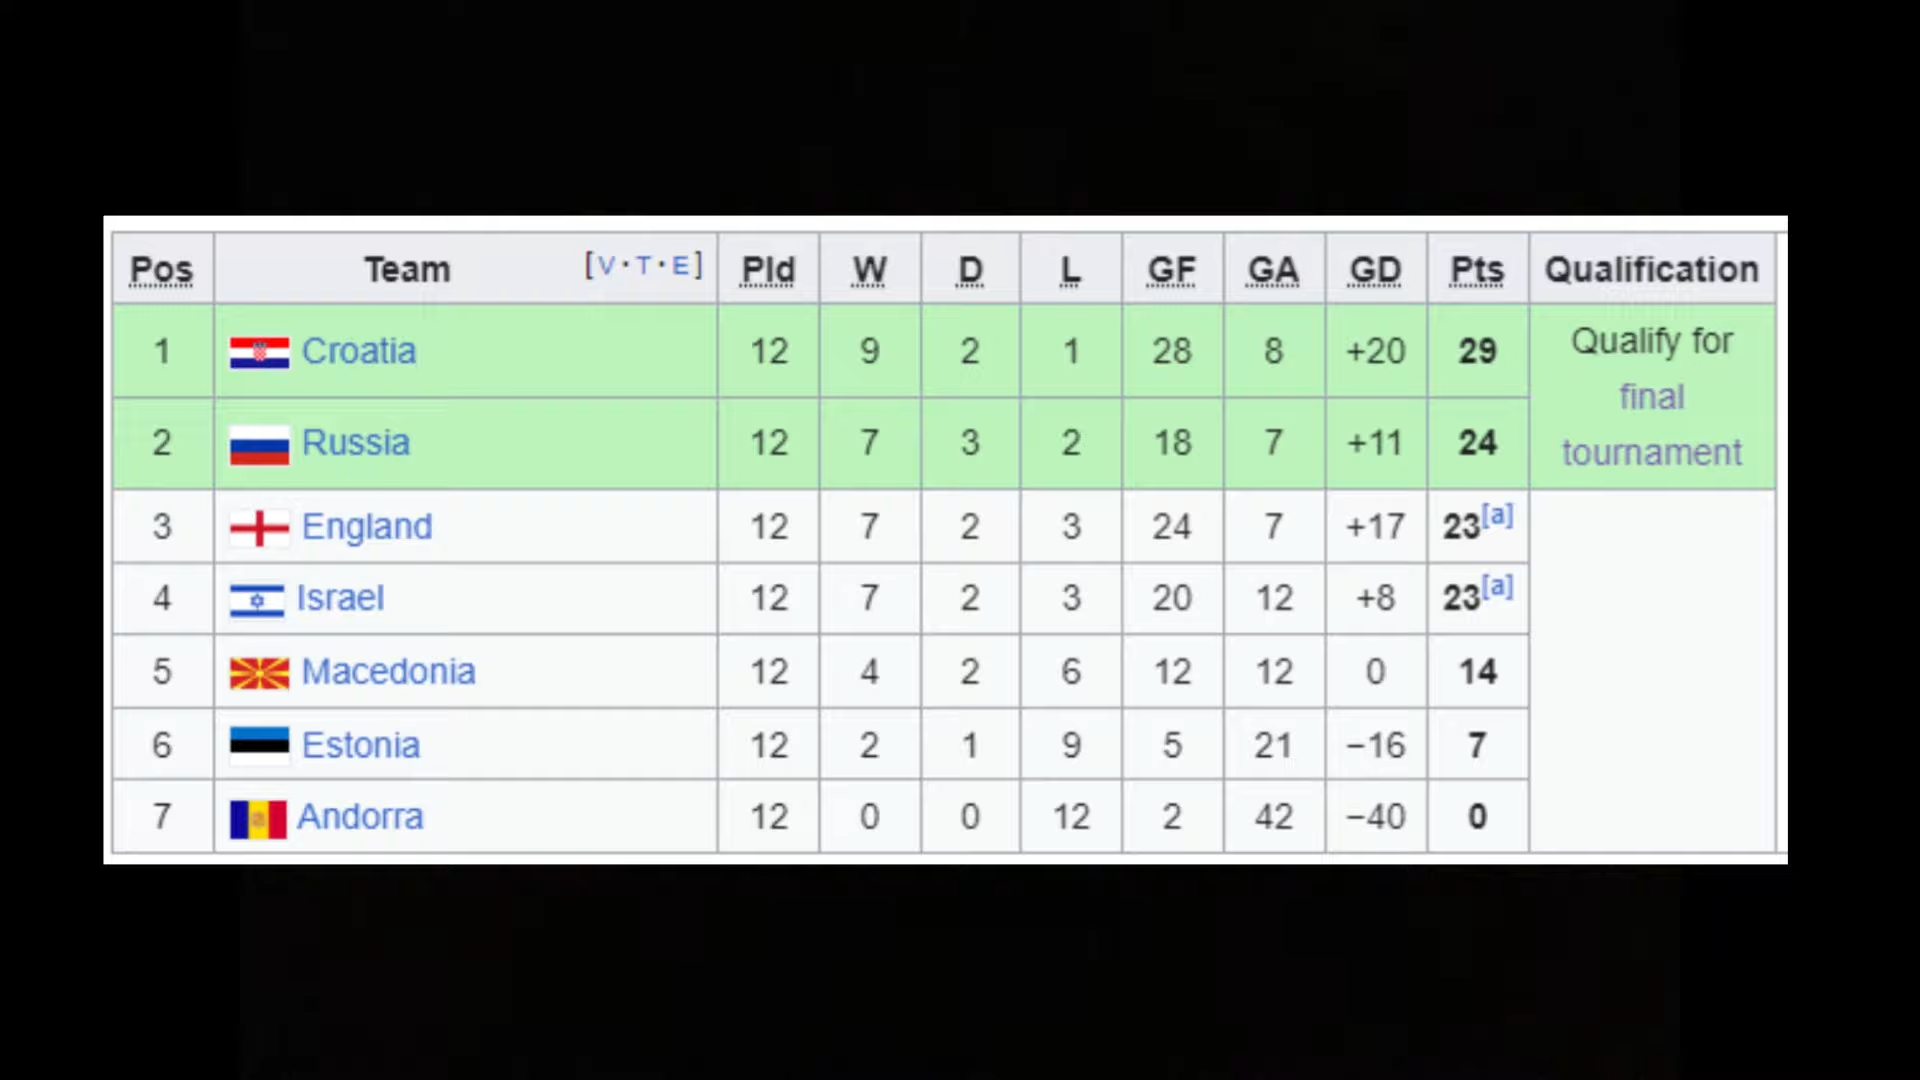 Pos Team [V·T·E] Pld W D L GF GA GD Pts Qualification
1 Croatia 12 9 2 1 28 8 +20 29 Qualify for
final
2 Russia 12 7 3 2 18 7 +11 24 tournament
3 England 12 7 2 3 24 7 +17 23[a]
4 Israel 12 7 2 3 20 12 +8 23[a]
5 Macedonia 12 4 2 6 12 12 0 14
6 Estonia 12 2 1 9 5 21 −16 7
7 Andorra 12 0 0 12 2 42 −40 0